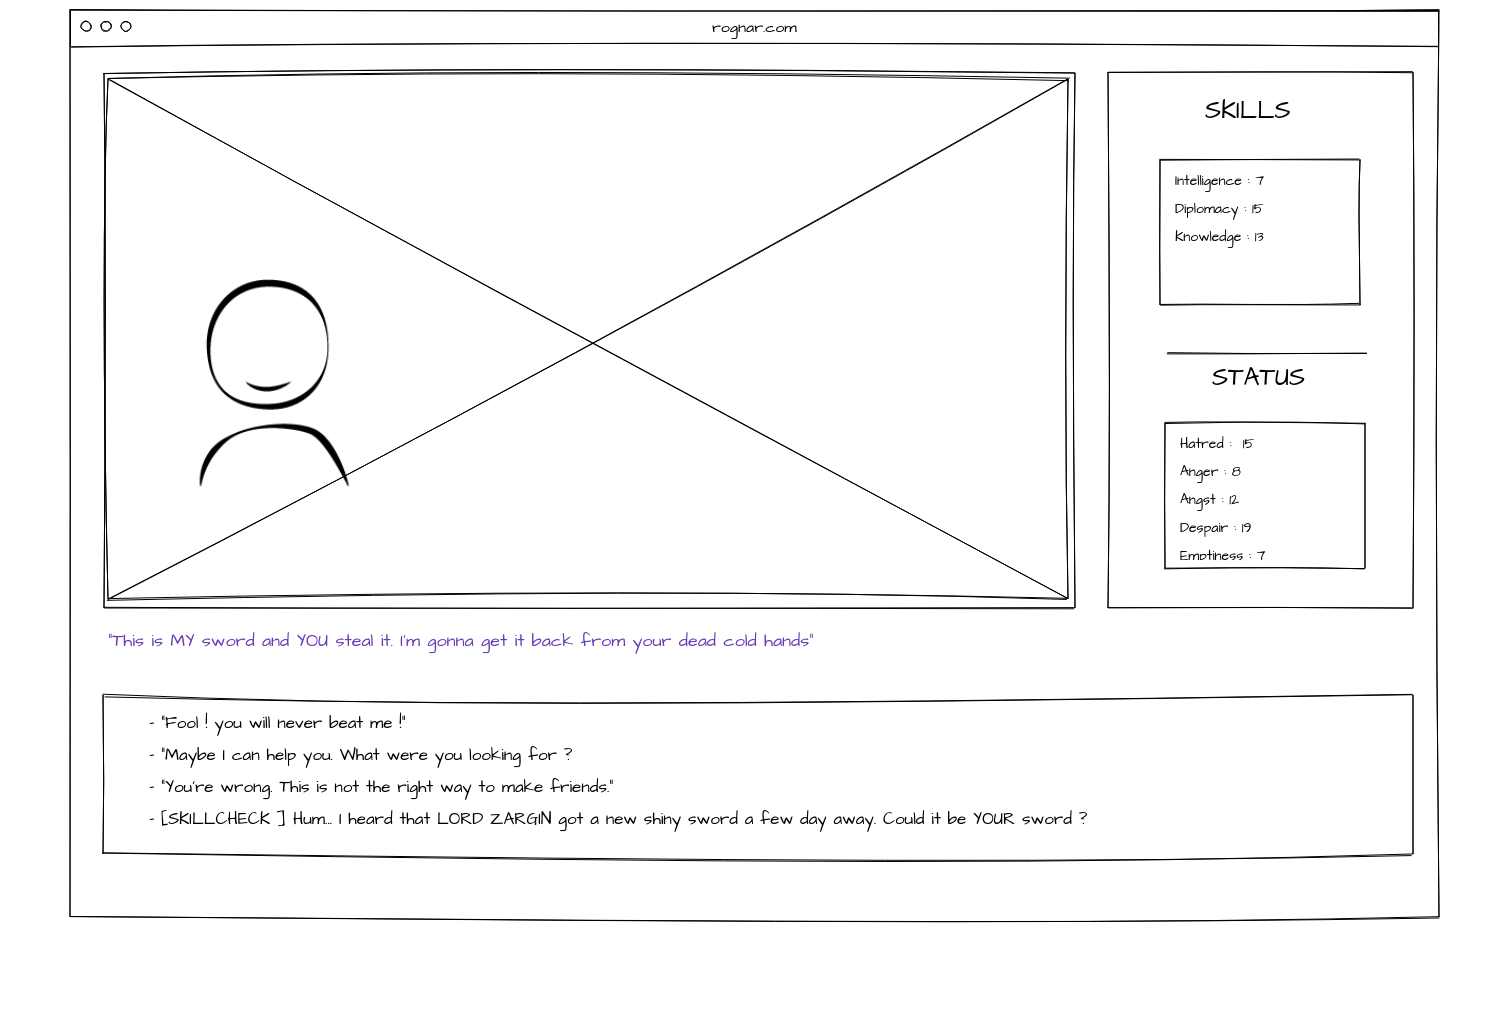 rognar.com
SKILLS
Intelligence : 7
Diplomacy : 15
Knowledge : 13
STATUS
Hatred :  15
Anger : 8
Angst : 12
Despair : 19
Emptiness : 7
"This is MY sword and YOU steal it. I'm gonna get it back from your dead cold hands"
- "Fool ! you will never beat me !"
- "Maybe I can help you. What were you looking for ?
- "You're wrong. This is not the right way to make friends."
- [SKILLCHECK ] Hum... I heard that LORD ZARGIN got a new shiny sword a few day away. Could it be YOUR sword ?